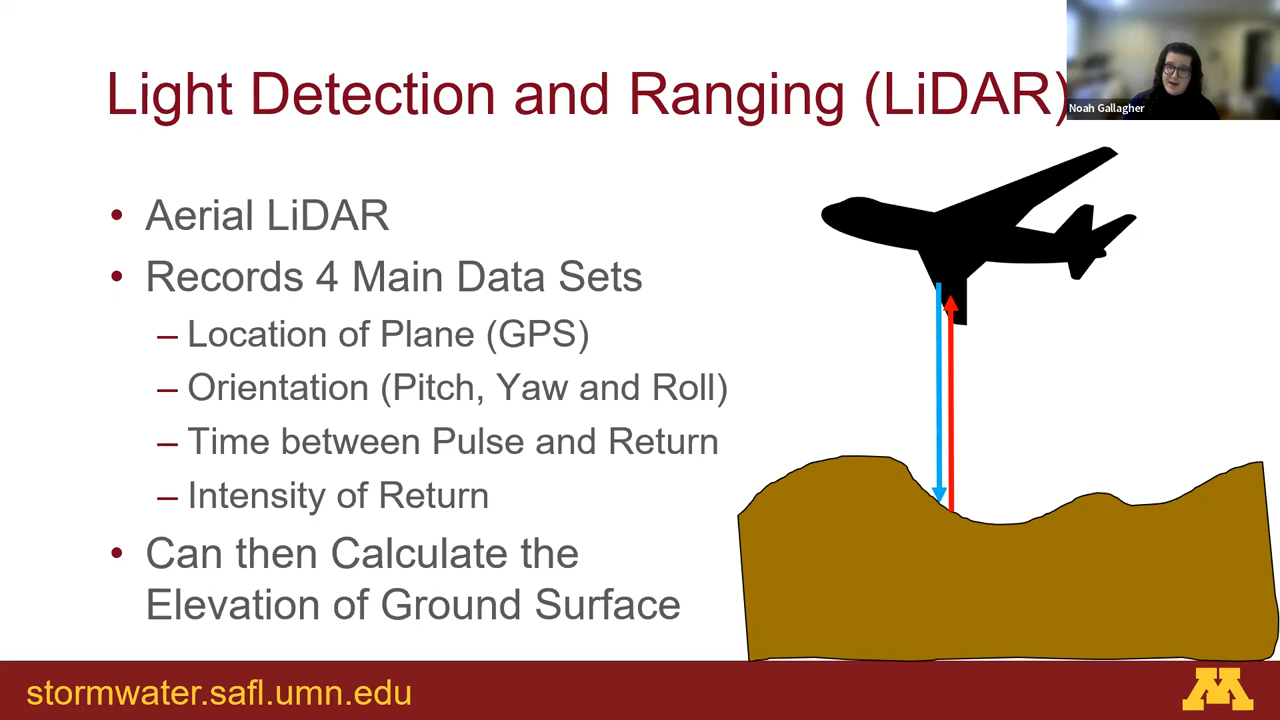 Light Detection and Ranging (LiDAR)
Noah Gallagher
• Aerial LiDAR
• Records 4 Main Data Sets
– Location of Plane (GPS)
– Orientation (Pitch, Yaw and Roll)
– Time between Pulse and Return
– Intensity of Return
• Can then Calculate the
Elevation of Ground Surface
stormwater.safl.umn.edu
M